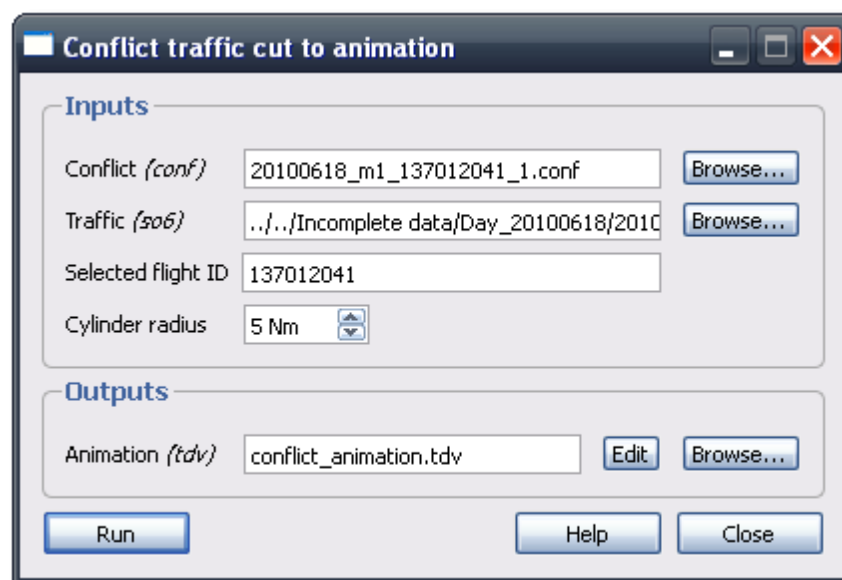 Conflict traffic cut to animation
Inputs
Conflict (conf) 20100618_m1_137012041_1.conf Browse...
Traffic (so6) ../../Incomplete data/Day_20100618/2010 Browse...
Selected flight ID 137012041
Cylinder radius 5 Nm
Outputs
Animation (tdv) conflict_animation.tdv Edit Browse...
Run Help Close